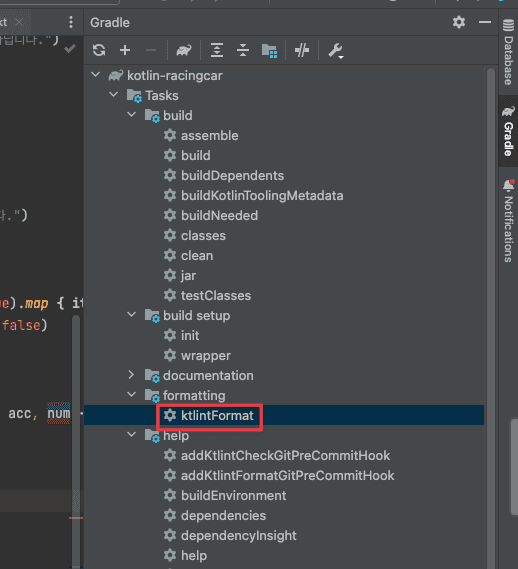 kt
Gradle
니다.")
kotlin-racingcar
Tasks
build
assemble
build
buildDependents
buildKotlinToolingMetadata
다.")
buildNeeded
classes
clean
jar
testClasses
e).map { it
false)
build setup
init
wrapper
documentation
formatting
acc, num -
ktlintFormat
help
addKtlintCheckGitPreCommitHook
addKtlintFormatGitPreCommitHook
buildEnvironment
dependencies
dependencyInsight
help
Database
Gradle
Notifications